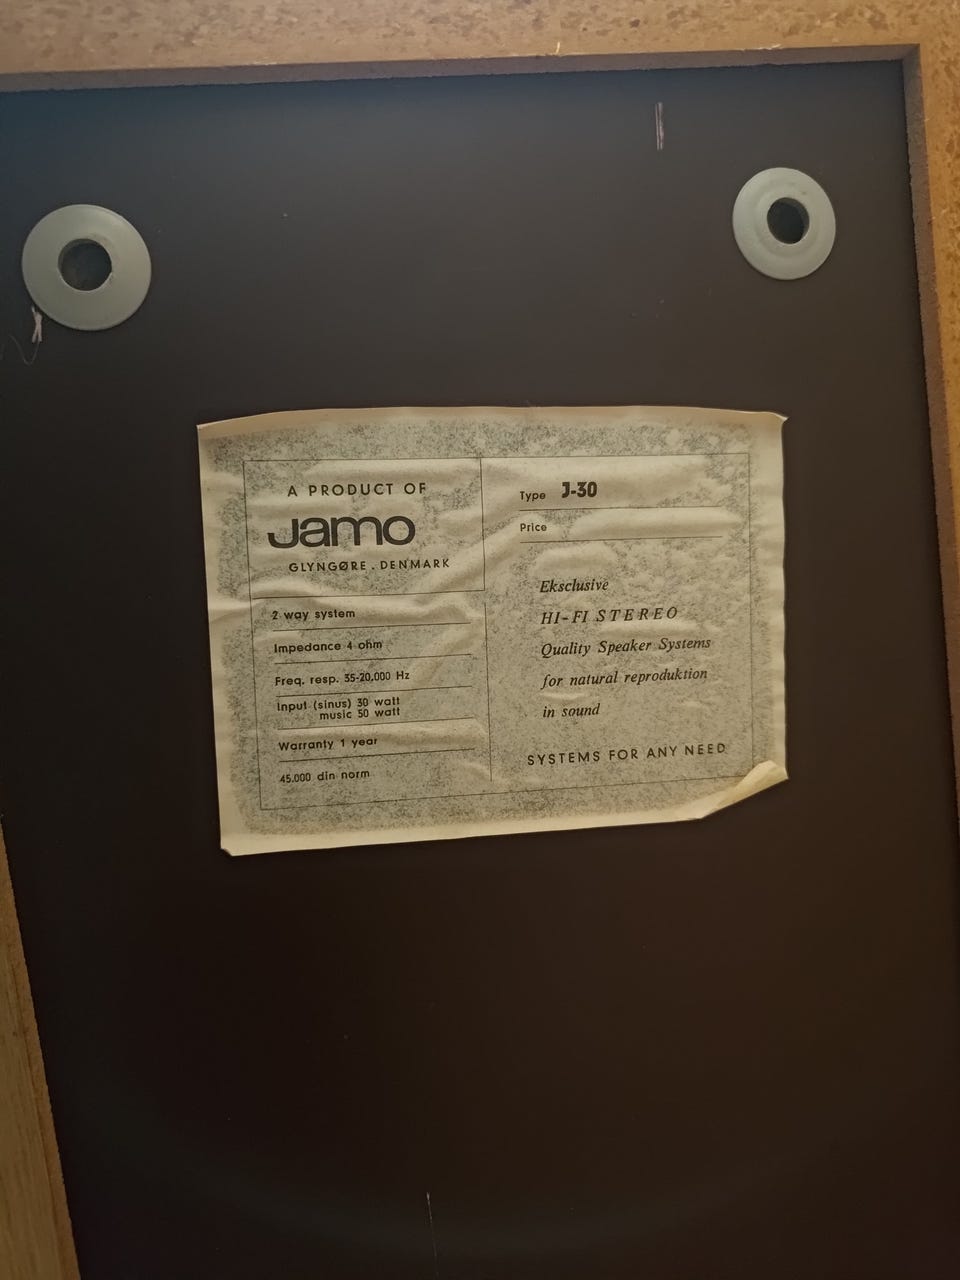 A PRODUCT OF
Jamo
GLYNGØRE . DENMARK
2 way system
Impedance 4 ohm
Freq. resp. 35-20,000 Hz
Input (sinus) 30 watt
music 50 watt
Warranty 1 year
45.000 din norm
Type J-30
Price
Eksclusive
HI-FI STEREO
Quality Speaker Systems
for natural reproduktion
in sound
SYSTEMS FOR ANY NEED